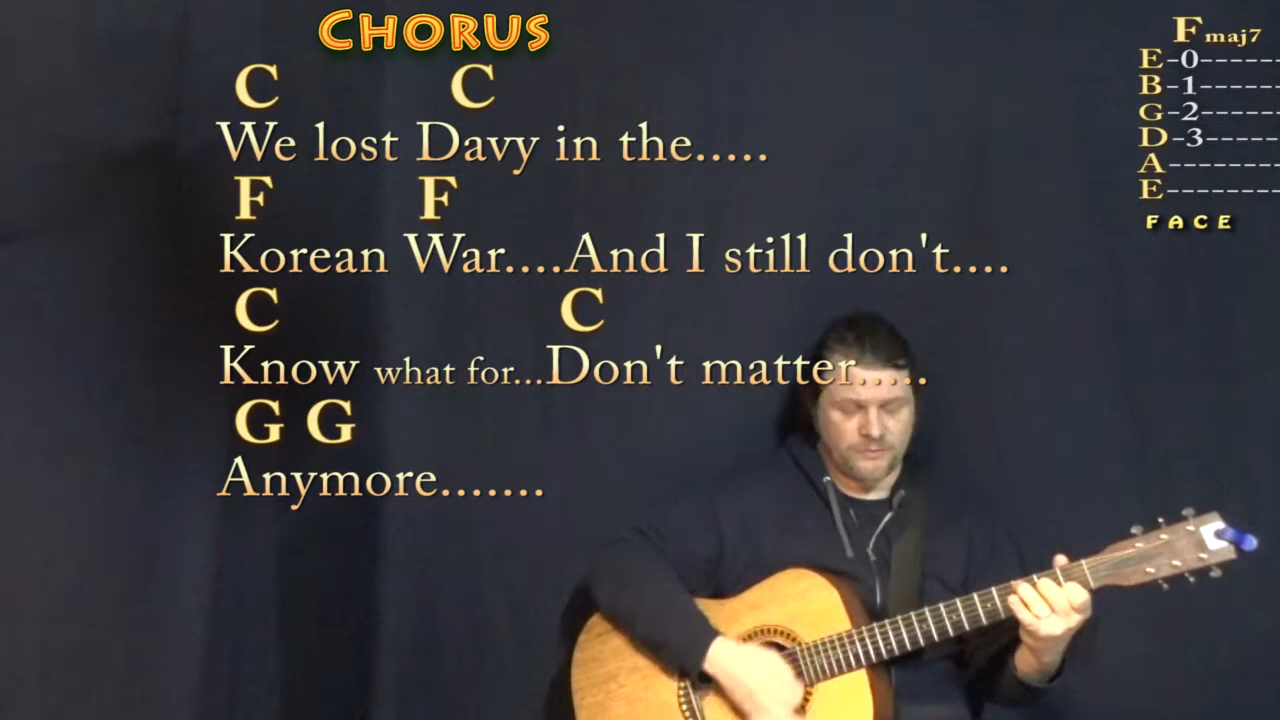 CHORUS
C C
We lost Davy in the.....
F F
Korean War....And I still don't....
C C
Know what for...Don't matter.....
G G
Anymore.......
Fmaj7
E-0------
B-1------
G-2------
D-3------
A--------
E--------
FACE